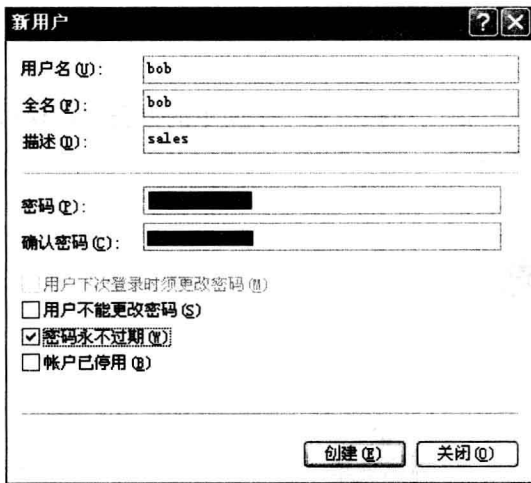 新用户
用户名(U): bob
全名(F): bob
描述(D): sales
密码(P):
确认密码(C):
用户下次登录时须更改密码(M)
用户不能更改密码(S)
密码永不过期(W)
帐户已停用(B)
创建(E) 关闭(O)